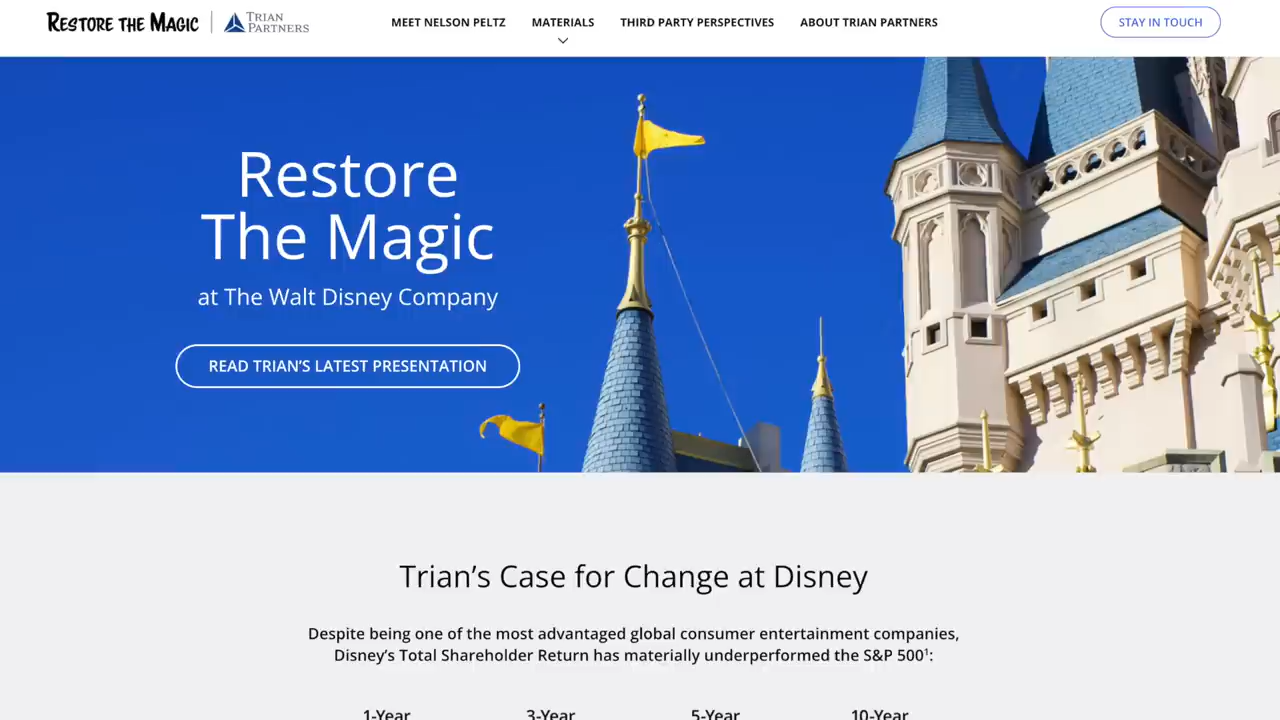 Restore the Magic
Trian
Partners
MEET NELSON PELTZ
MATERIALS
THIRD PARTY PERSPECTIVES
ABOUT TRIAN PARTNERS
STAY IN TOUCH
Restore
The Magic
at The Walt Disney Company
READ TRIAN’S LATEST PRESENTATION
Trian’s Case for Change at Disney
Despite being one of the most advantaged global consumer entertainment companies,
Disney’s Total Shareholder Return has materially underperformed the S&P 500¹:
1-Year 3-Year 5-Year 10-Year